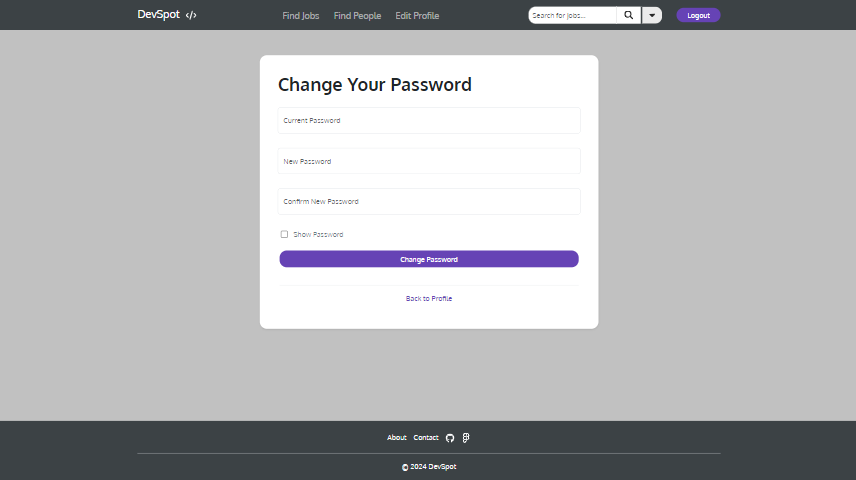 DevSpot </>
Find Jobs Find People Edit Profile
Search for jobs...
Logout
Change Your Password
Current Password
New Password
Confirm New Password
Show Password
Change Password
Back to Profile
About Contact
© 2024 DevSpot